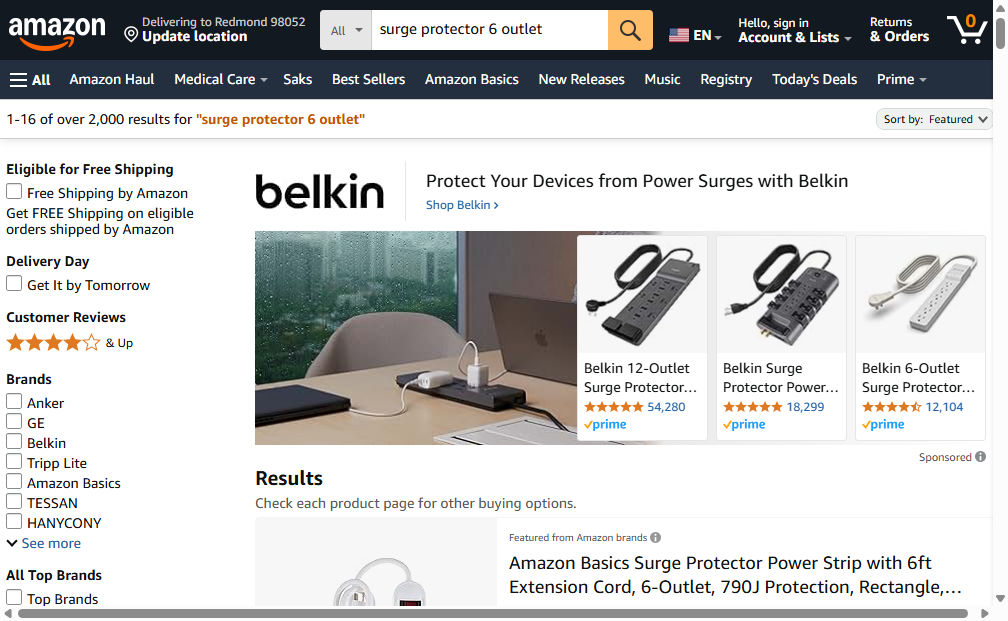 amazon
Delivering to Redmond 98052
Update location
All
surge protector 6 outlet
EN
Hello, sign in
Account & Lists
Returns
& Orders
0
All
Amazon Haul
Medical Care
Saks
Best Sellers
Amazon Basics
New Releases
Music
Registry
Today's Deals
Prime
1-16 of over 2,000 results for "surge protector 6 outlet"
Sort by: Featured
Eligible for Free Shipping
Free Shipping by Amazon
Get FREE Shipping on eligible
orders shipped by Amazon
Delivery Day
Get It by Tomorrow
Customer Reviews
& Up
Brands
Anker
GE
Belkin
Tripp Lite
Amazon Basics
TESSAN
HANYCONY
See more
All Top Brands
Top Brands
belkin
Protect Your Devices from Power Surges with Belkin
Shop Belkin ›
Belkin 12-Outlet
Surge Protector...
54,280
prime
Belkin Surge
Protector Power...
18,299
prime
Belkin 6-Outlet
Surge Protector...
12,104
prime
Sponsored
Results
Check each product page for other buying options.
Featured from Amazon brands
Amazon Basics Surge Protector Power Strip with 6ft
Extension Cord, 6-Outlet, 790J Protection, Rectangle,...